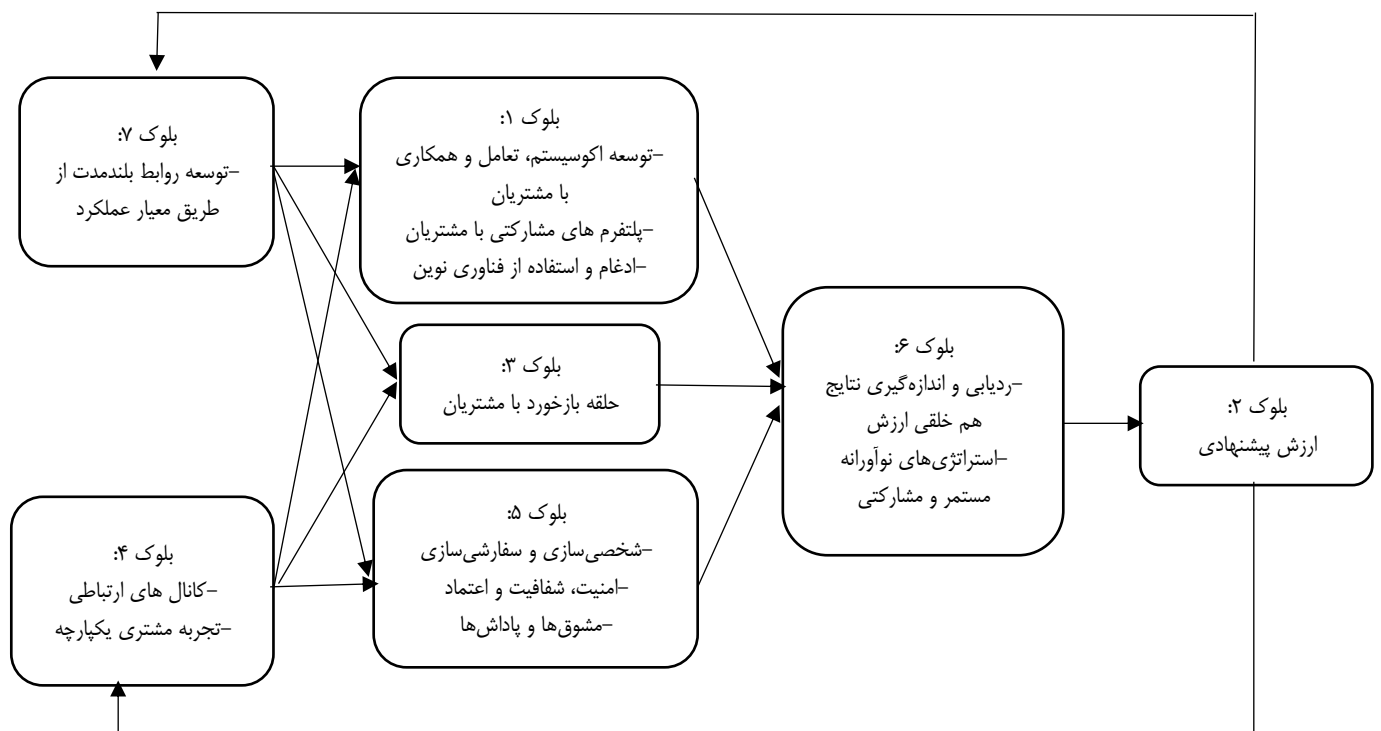 بلوک ۷:
-توسعه روابط بلندمدت از
طریق معیار عملکرد
بلوک ۱:
-توسعه اکوسیستم، تعامل و همکاری
با مشتریان
-پلتفرم های مشارکتی با مشتریان
-ادغام و استفاده از فناوری نوین
بلوک ۳:
حلقه بازخورد با مشتریان
بلوک ۶:
-ردیابی و اندازه‌گیری نتایج
هم خلقی ارزش
-استراتژی‌های نوآورانه
مستمر و مشارکتی
بلوک ۲:
ارزش پیشنهادی
بلوک ۴:
-کانال های ارتباطی
-تجربه مشتری یکپارچه
بلوک ۵:
-شخصی‌سازی و سفارشی‌سازی
-امنیت، شفافیت و اعتماد
-مشوق‌ها و پاداش‌ها